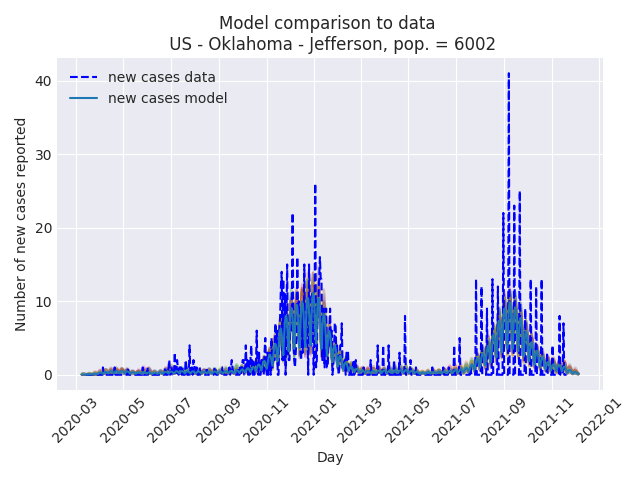 Model comparison to data
US - Oklahoma - Jefferson, pop. = 6002
new cases data
new cases model
Number of new cases reported
40
30
20
10
0
2020-03
2020-05
2020-07
2020-09
2020-11
2021-01
2021-03
2021-05
2021-07
2021-09
2021-11
2022-01
Day